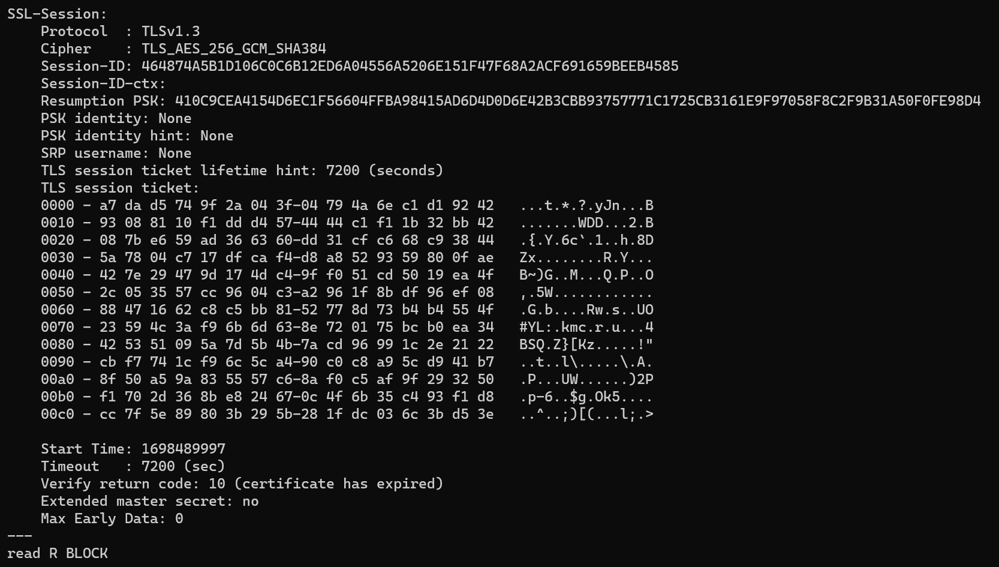 SSL-Session:
    Protocol  : TLSv1.3
    Cipher    : TLS_AES_256_GCM_SHA384
    Session-ID: 464874A5B1D106C0C6B12ED6A04556A5206E151F47F68A2ACF691659BEEB4585
    Session-ID-ctx:
    Resumption PSK: 410C9CEA4154D6EC1F56604FFBA98415AD6D4D0D6E42B3CBB93757771C1725CB3161E9F97058F8C2F9B31A50F0FE98D4
    PSK identity: None
    PSK identity hint: None
    SRP username: None
    TLS session ticket lifetime hint: 7200 (seconds)
    TLS session ticket:
    0000 - a7 da d5 74 9f 2a 04 3f-04 79 4a 6e c1 d1 92 42   ...t.*.?.yJn...B
    0010 - 93 08 81 10 f1 dd d4 57-44 44 c1 f1 1b 32 bb 42   .......WDD...2.B
    0020 - 08 7b e6 59 ad 36 63 60-dd 31 cf c6 68 c9 38 44   .{.Y.6c`.1..h.8D
    0030 - 5a 78 04 c7 17 df ca f4-d8 a8 52 93 59 80 0f ae   Zx........R.Y...
    0040 - 42 7e 29 47 9d 17 4d c4-9f f0 51 cd 50 19 ea 4f   B~)G..M...Q.P..O
    0050 - 2c 05 35 57 cc 96 04 c3-a2 96 1f 8b df 96 ef 08   ,.5W............
    0060 - 88 47 16 62 c8 c5 bb 81-52 77 8d 73 b4 b4 55 4f   .G.b....Rw.s..UO
    0070 - 23 59 4c 3a f9 6b 6d 63-8e 72 01 75 bc b0 ea 34   #YL:.kmc.r.u...4
    0080 - 42 53 51 09 5a 7d 5b 4b-7a cd 96 99 1c 2e 21 22   BSQ.Z}[Kz.....!"
    0090 - cb f7 74 1c f9 6c 5c a4-90 c0 c8 a9 5c d9 41 b7   ..t..l\.....\.A.
    00a0 - 8f 50 a5 9a 83 55 57 c6-8a f0 c5 af 9f 29 32 50   .P...UW......)2P
    00b0 - f1 70 2d 36 8b e8 24 67-0c 4f 6b 35 c4 93 f1 d8   .p-6..$g.Ok5....
    00c0 - cc 7f 5e 89 80 3b 29 5b-28 1f dc 03 6c 3b d5 3e   ..^..;)[(...l;.>

    Start Time: 1698489997
    Timeout   : 7200 (sec)
    Verify return code: 10 (certificate has expired)
    Extended master secret: no
    Max Early Data: 0
---
read R BLOCK